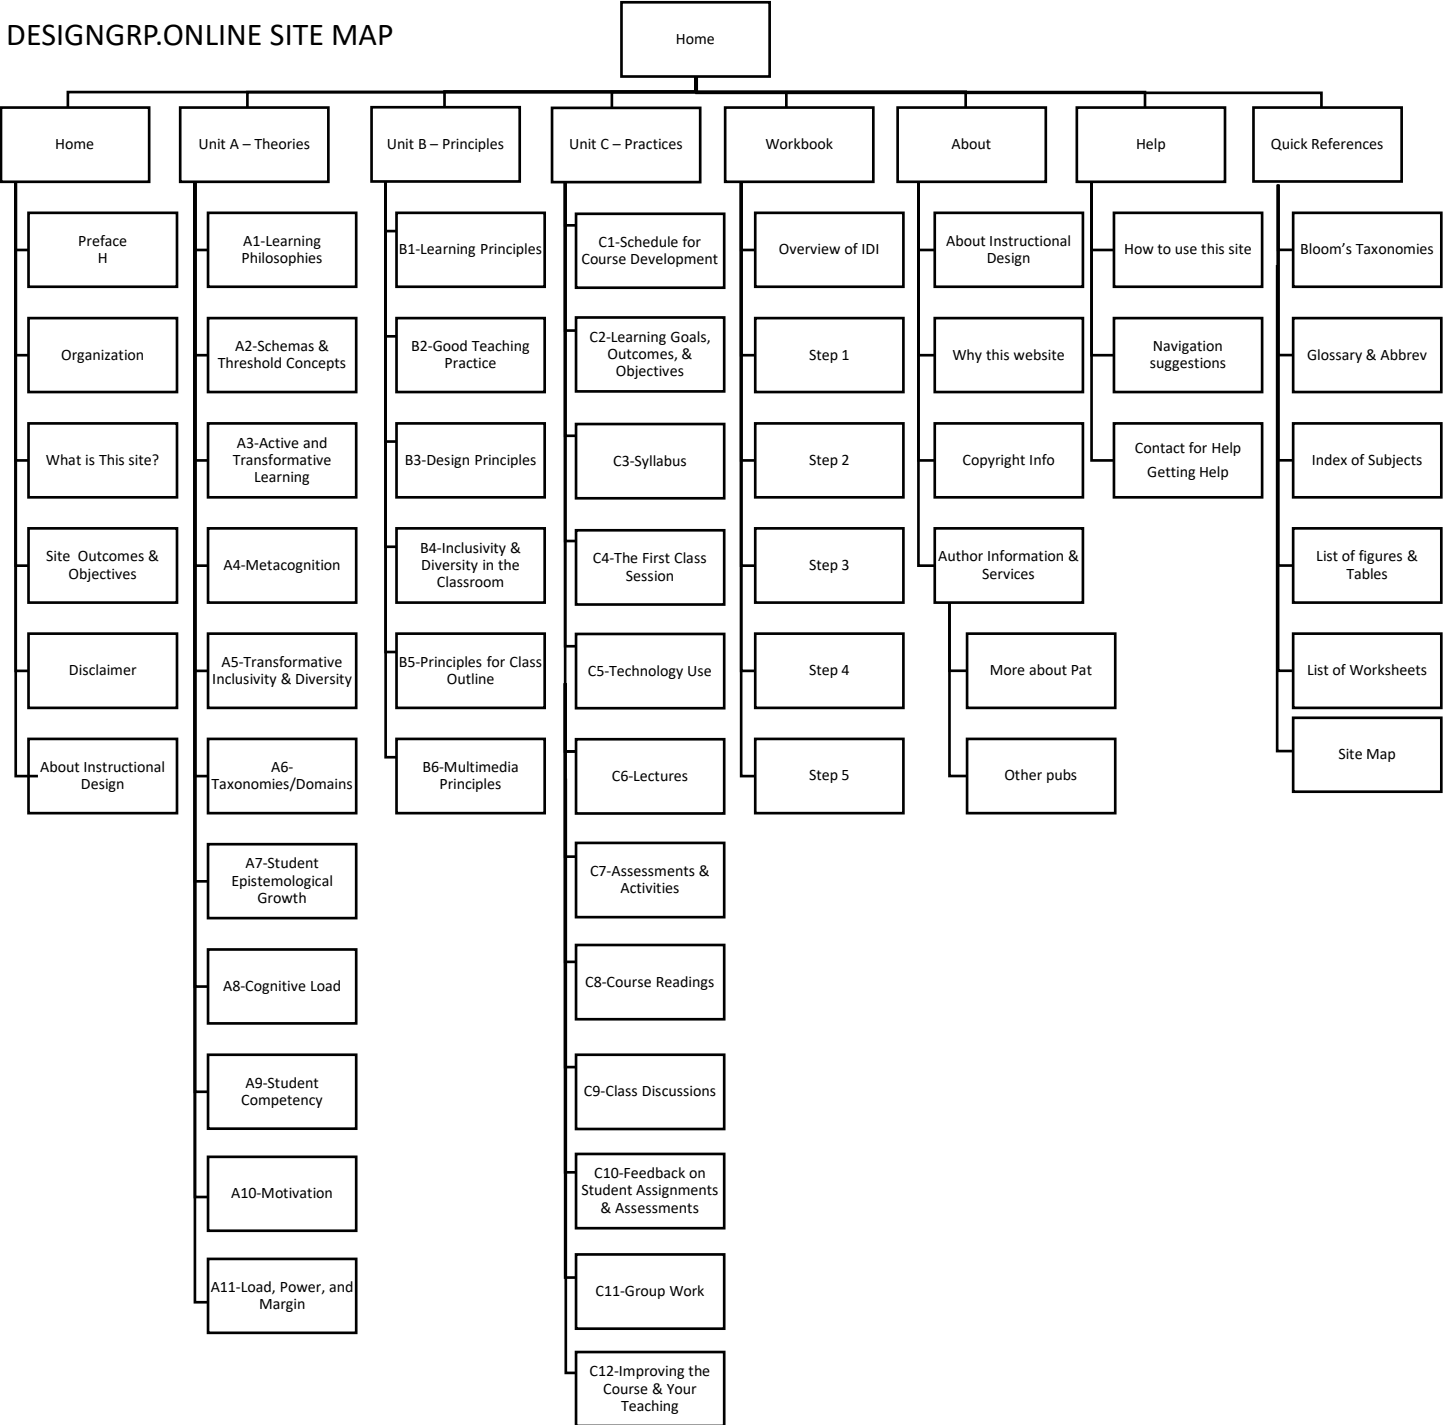 DESIGNGRP.ONLINE SITE MAP
Home
Home
Unit A – Theories
Unit B – Principles
Unit C – Practices
Workbook
About
Help
Quick References
Preface
H
Organization
What is This site?
Site Outcomes &
Objectives
Disclaimer
About Instructional
Design
A1-Learning
Philosophies
A2-Schemas &
Threshold Concepts
A3-Active and
Transformative
Learning
A4-Metacognition
A5-Transformative
Inclusivity & Diversity
A6-
Taxonomies/Domains
A7-Student
Epistemological
Growth
A8-Cognitive Load
A9-Student
Competency
A10-Motivation
A11-Load, Power, and
Margin
B1-Learning Principles
B2-Good Teaching
Practice
B3-Design Principles
B4-Inclusivity &
Diversity in the
Classroom
B5-Principles for Class
Outline
B6-Multimedia
Principles
C1-Schedule for
Course Development
C2-Learning Goals,
Outcomes, &
Objectives
C3-Syllabus
C4-The First Class
Session
C5-Technology Use
C6-Lectures
C7-Assessments &
Activities
C8-Course Readings
C9-Class Discussions
C10-Feedback on
Student Assignments
& Assessments
C11-Group Work
C12-Improving the
Course & Your
Teaching
Overview of IDI
Step 1
Step 2
Step 3
Step 4
Step 5
About Instructional
Design
Why this website
Copyright Info
Author Information &
Services
More about Pat
Other pubs
How to use this site
Navigation
suggestions
Contact for Help
Getting Help
Bloom’s Taxonomies
Glossary & Abbrev
Index of Subjects
List of figures &
Tables
List of Worksheets
Site Map